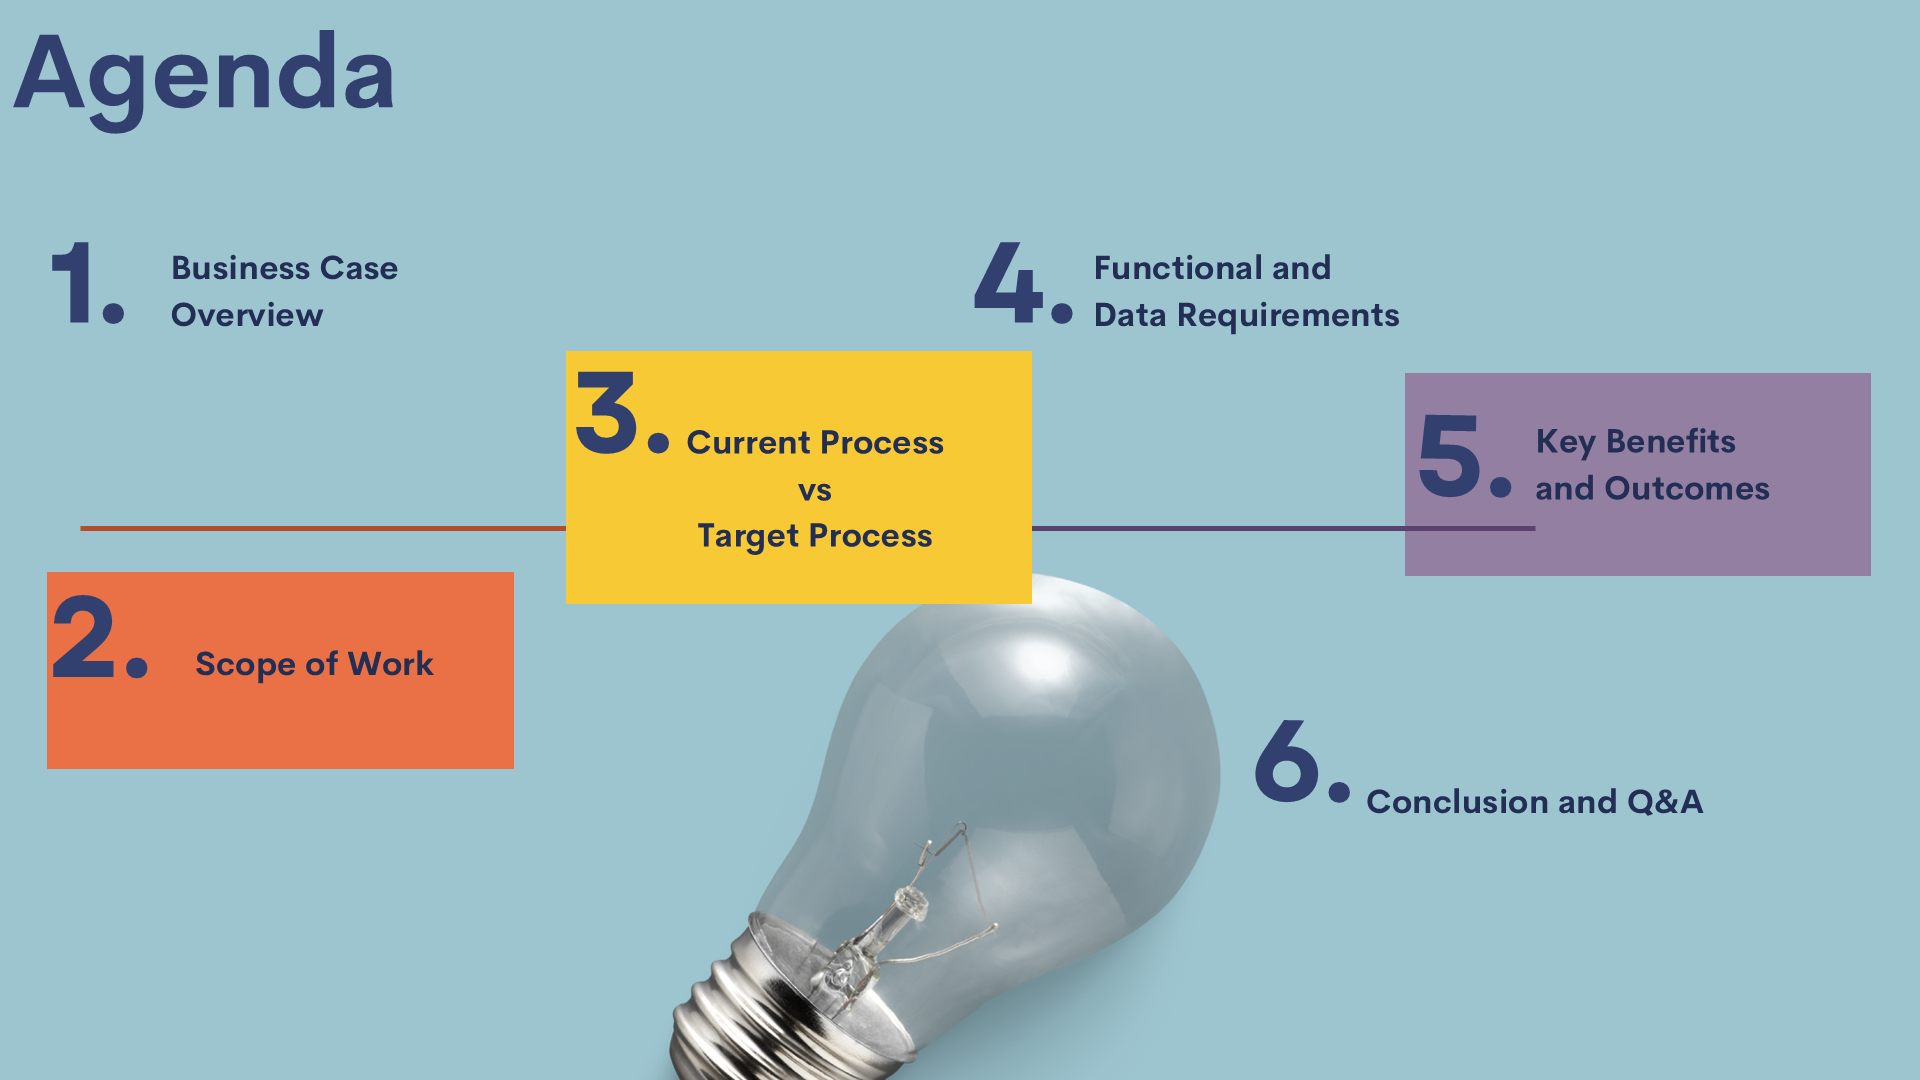 Agenda
1.
Business Case
Overview
2.
Scope of Work
3.
Current Process
vs
Target Process
4.
Functional and
Data Requirements
5.
Key Benefits
and Outcomes
6.
Conclusion and Q&A